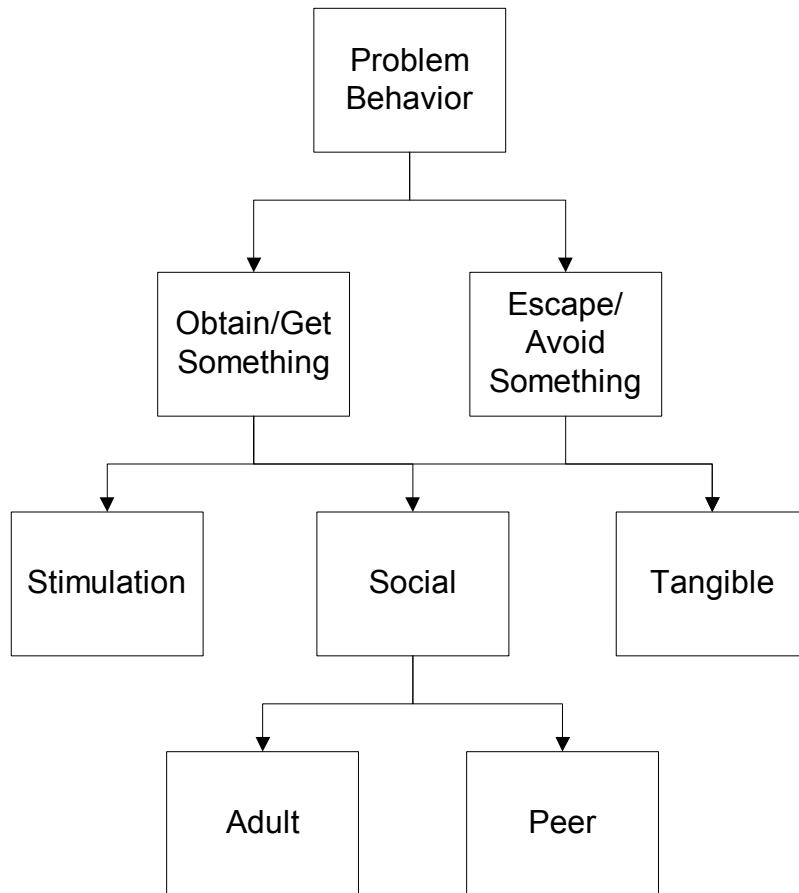 Problem
Behavior
Obtain/Get
Something
Escape/
Avoid
Something
Stimulation
Social
Tangible
Adult
Peer